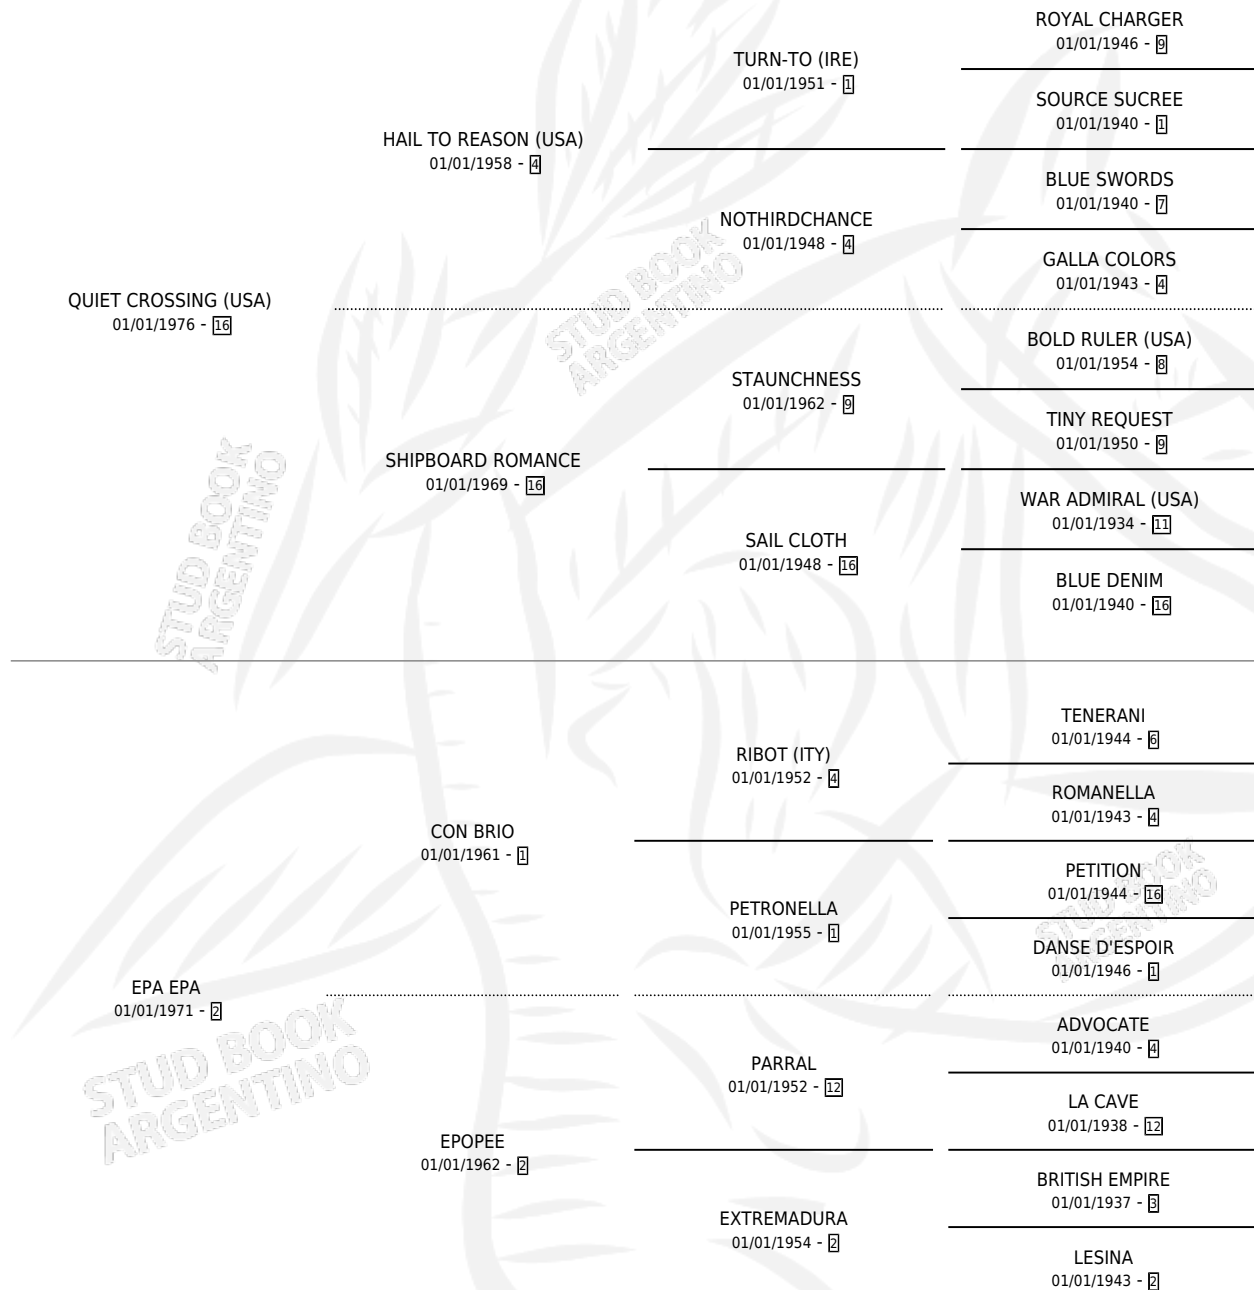 ROYAL CHARGER
01/01/1946 - 9
TURN-TO (IRE)
01/01/1951 - 1
SOURCE SUCREE
01/01/1940 - 1
HAIL TO REASON (USA)
01/01/1958 - 4
BLUE SWORDS
01/01/1940 - 7
NOTHIRDCHANCE
01/01/1948 - 4
GALLA COLORS
01/01/1943 - 4
QUIET CROSSING (USA)
01/01/1976 - 16
STUD BOOK
ARGENTINO
BOLD RULER (USA)
01/01/1954 - 8
STAUNCHNESS
01/01/1962 - 9
TINY REQUEST
01/01/1950 - 9
SHIPBOARD ROMANCE
01/01/1969 - 16
WAR ADMIRAL (USA)
01/01/1934 - 11
SAIL CLOTH
01/01/1948 - 16
BLUE DENIM
01/01/1940 - 16
STUD BOOK
ARGENTINO
TENERANI
01/01/1944 - 6
RIBOT (ITY)
01/01/1952 - 4
ROMANELLA
01/01/1943 - 4
CON BRIO
01/01/1961 - 1
PETITION
01/01/1944 - 16
PETRONELLA
01/01/1955 - 1
DANSE D'ESPOIR
01/01/1946 - 1
STUD BOOK
ARGENTINO
EPA EPA
01/01/1971 - 2
ADVOCATE
01/01/1940 - 4
PARRAL
01/01/1952 - 12
LA CAVE
01/01/1938 - 12
STUD BOOK
ARGENTINO
EPOPEE
01/01/1962 - 2
BRITISH EMPIRE
01/01/1937 - 3
EXTREMADURA
01/01/1954 - 2
LESINA
01/01/1943 - 2